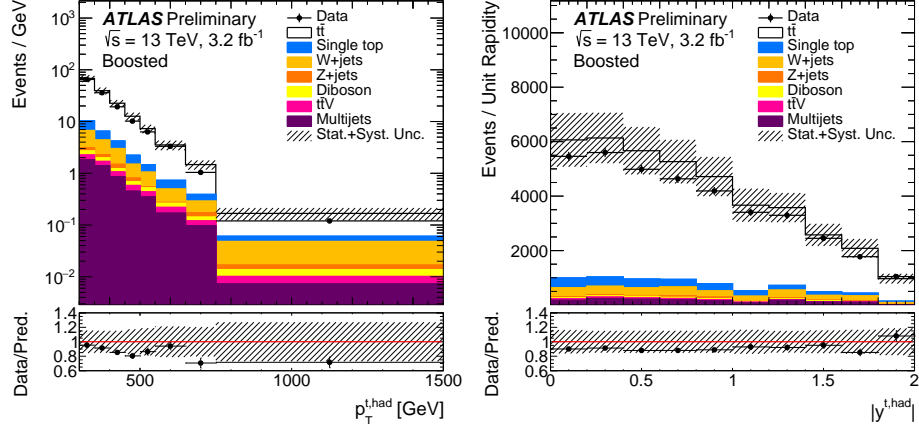 Events / GeV
ATLAS Preliminary
√s = 13 TeV, 3.2 fb⁻¹
Boosted
Data
tt̄
Single top
W+jets
Z+jets
Diboson
tt̄V
Multijets
Stat.+Syst. Unc.
10³
10²
10
1
10⁻¹
10⁻²
Data/Pred.
1.4
1.2
1
0.8
0.6
500
1000
1500
p_T^{t,had} [GeV]
Events / Unit Rapidity
ATLAS Preliminary
√s = 13 TeV, 3.2 fb⁻¹
Boosted
Data
tt̄
Single top
W+jets
Z+jets
Diboson
tt̄V
Multijets
Stat.+Syst. Unc.
10000
8000
6000
4000
2000
Data/Pred.
1.4
1.2
1
0.8
0.6
0
0.5
1
1.5
2
|y^{t,had}|